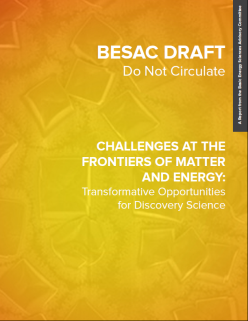 BESAC DRAFT
Do Not Circulate
A Report from the Basic Energy Sciences Advisory Committee
CHALLENGES AT THE
FRONTIERS OF MATTER
AND ENERGY:
Transformative Opportunities
for Discovery Science